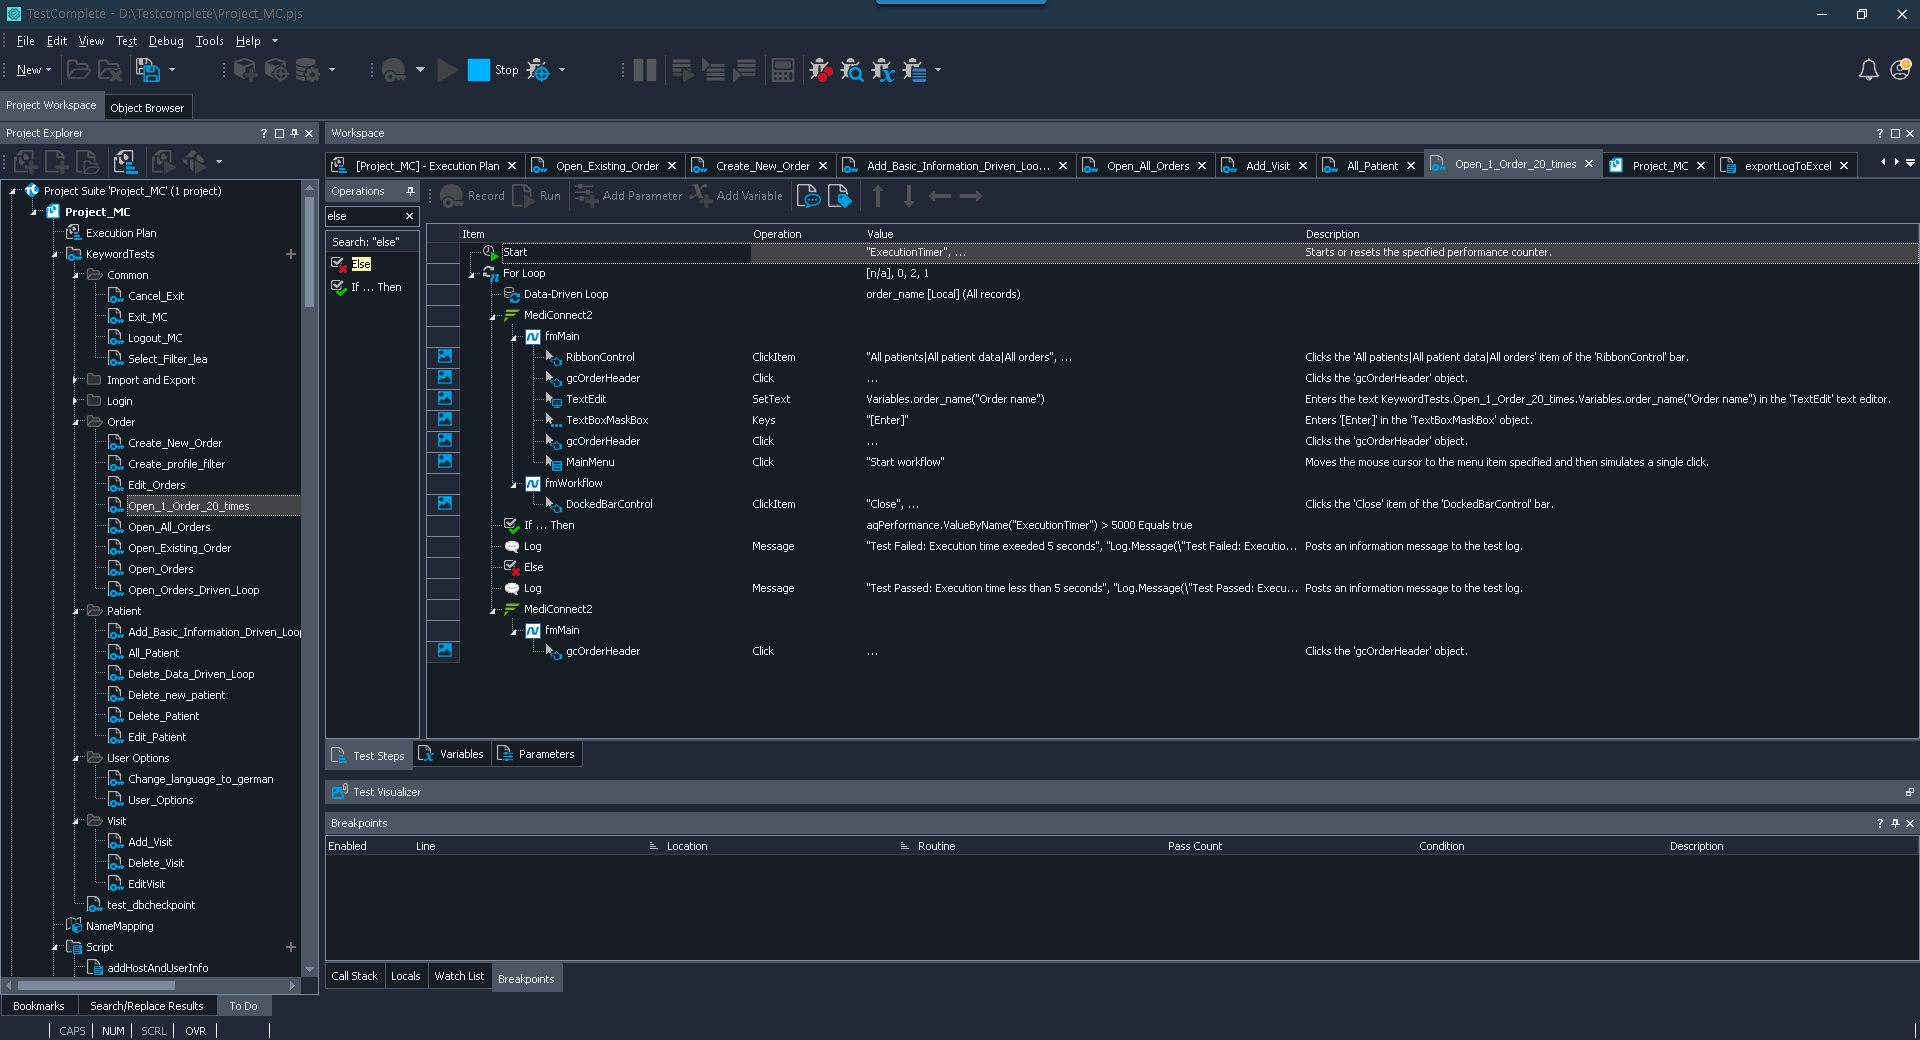 TestComplete - D:\Testcomplete\Project_MC.pjs
File Edit View Test Debug Tools Help
New Stop
Project Workspace Object Browser
Project Explorer ?
Project Suite 'Project_MC' (1 project)
Project_MC
Execution Plan
KeywordTests
Common
Cancel_Exit
Exit_MC
Logout_MC
Select_Filter_lea
Import and Export
Login
Order
Create_New_Order
Create_profile_filter
Edit_Orders
Open_1_Order_20_times
Open_All_Orders
Open_Existing_Order
Open_Orders
Open_Orders_Driven_Loop
Patient
Add_Basic_Information_Driven_Loop
All_Patient
Delete_Data_Driven_Loop
Delete_new_patient
Delete_Patient
Edit_Patient
User Options
Change_language_to_german
User_Options
Visit
Add_Visit
Delete_Visit
EditVisit
test_dbcheckpoint
NameMapping
Script
addHostAndUserInfo
Bookmarks Search/Replace Results To Do
CAPS NUM SCRL OVR
Workspace ?
[Project_MC] - Execution Plan Open_Existing_Order Create_New_Order Add_Basic_Information_Driven_Loo... Open_All_Orders Add_Visit All_Patient Open_1_Order_20_times Project_MC exportLogToExcel
Operations
else
Search: "else"
Else
If ... Then
Record Run Add Parameter Add Variable
Item Operation Value Description
Start "ExecutionTimer", ... Starts or resets the specified performance counter.
For Loop [n/a], 0, 2, 1
Data-Driven Loop order_name [Local] (All records)
MediConnect2
fmMain
RibbonControl ClickItem "All patients|All patient data|All orders", ... Clicks the 'All patients|All patient data|All orders' item of the 'RibbonControl' bar.
gcOrderHeader Click ... Clicks the 'gcOrderHeader' object.
TextEdit SetText Variables.order_name("Order name") Enters the text KeywordTests.Open_1_Order_20_times.Variables.order_name("Order name") in the 'TextEdit' text editor.
TextBoxMaskBox Keys "[Enter]" Enters '[Enter]' in the 'TextBoxMaskBox' object.
gcOrderHeader Click ... Clicks the 'gcOrderHeader' object.
MainMenu Click "Start workflow" Moves the mouse cursor to the menu item specified and then simulates a single click.
fmWorkflow
DockedBarControl ClickItem "Close", ... Clicks the 'Close' item of the 'DockedBarControl' bar.
If ... Then aqPerformance.ValueByName("ExecutionTimer") > 5000 Equals true
Log Message "Test Failed: Execution time exeeded 5 seconds", "Log.Message(\"Test Failed: Executio... Posts an information message to the test log.
Else
Log Message "Test Passed: Execution time less than 5 seconds", "Log.Message(\"Test Passed: Execu... Posts an information message to the test log.
MediConnect2
fmMain
gcOrderHeader Click ... Clicks the 'gcOrderHeader' object.
Test Steps Variables Parameters
Test Visualizer
Breakpoints ?
Enabled Line Location Routine Pass Count Condition Description
Call Stack Locals Watch List Breakpoints